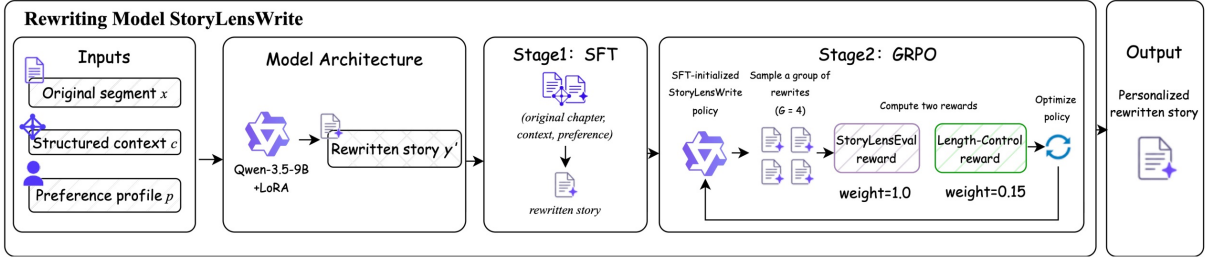 Rewriting Model StoryLensWrite
Inputs
Original segment x
Structured context c
Preference profile p
Model Architecture
Qwen-3.5-9B
+LoRA
Rewritten story y'
Stage1: SFT
(original chapter,
context, preference)
rewritten story
Stage2: GRPO
SFT-initialized
StoryLensWrite
policy
Sample a group of
rewrites
(G = 4)
Compute two rewards
StoryLensEval
reward
weight=1.0
Length-Control
reward
weight=0.15
Optimize
policy
Output
Personalized
rewritten story